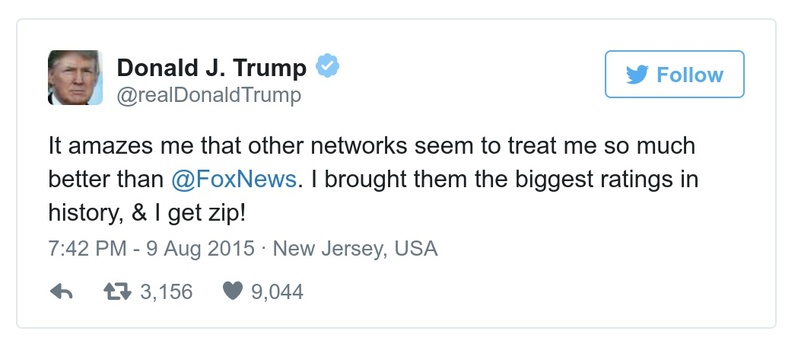 Donald J. Trump
@realDonaldTrump
Follow
It amazes me that other networks seem to treat me so much
better than @FoxNews. I brought them the biggest ratings in
history, & I get zip!
7:42 PM - 9 Aug 2015 · New Jersey, USA
3,156 9,044